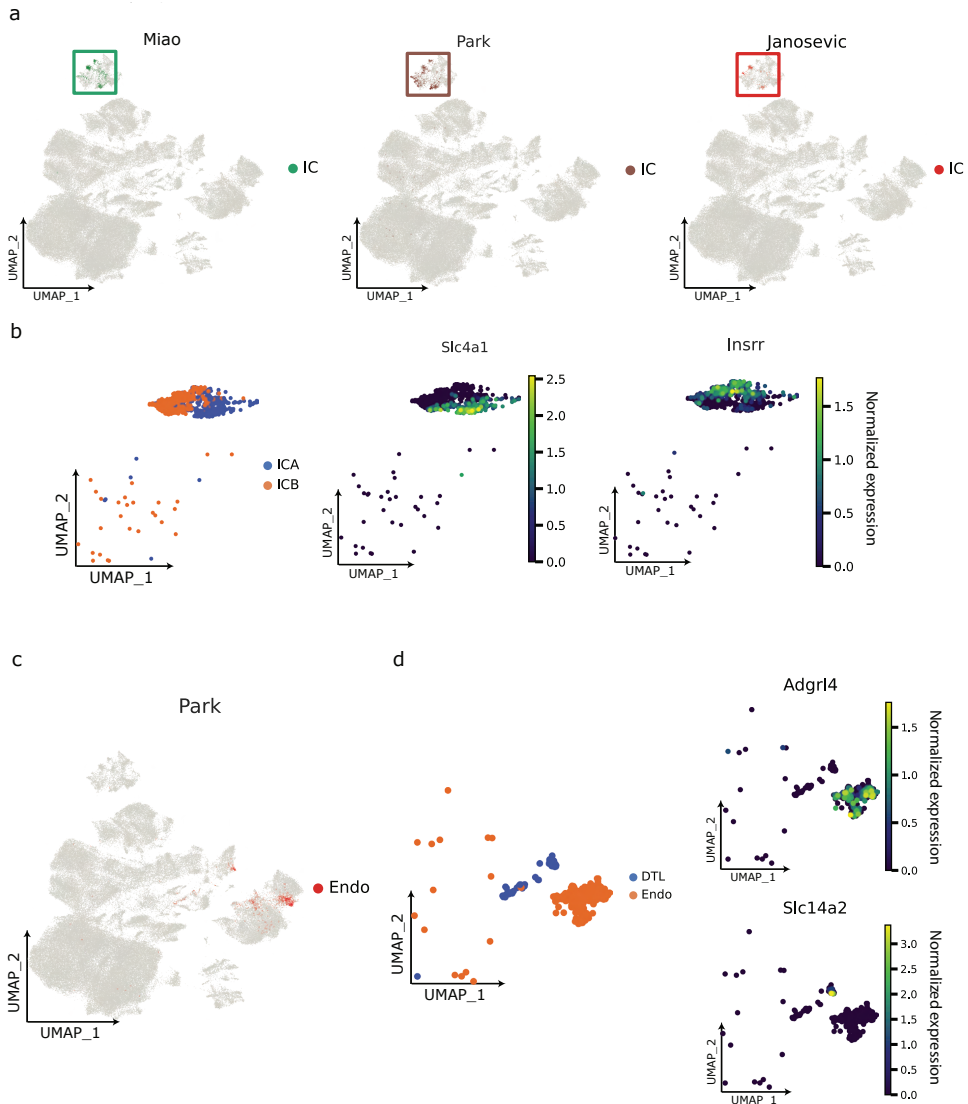 a
Miao
Park
Janosevic
IC
IC
IC
UMAP_2
UMAP_1
UMAP_2
UMAP_1
UMAP_2
UMAP_1
b
Slc4a1
Insrr
ICA
ICB
UMAP_2
UMAP_1
UMAP_2
UMAP_1
2.5
2.0
1.5
1.0
0.5
0.0
UMAP_2
UMAP_1
1.5
1.0
0.5
0.0
Normalized expression
c
Park
Endo
UMAP_2
UMAP_1
d
DTL
Endo
UMAP_2
UMAP_1
Adgrl4
UMAP_2
UMAP_1
1.5
1.0
0.5
0.0
Normalized expression
Slc14a2
UMAP_2
UMAP_1
3.0
2.5
2.0
1.5
1.0
0.5
0.0
Normalized expression